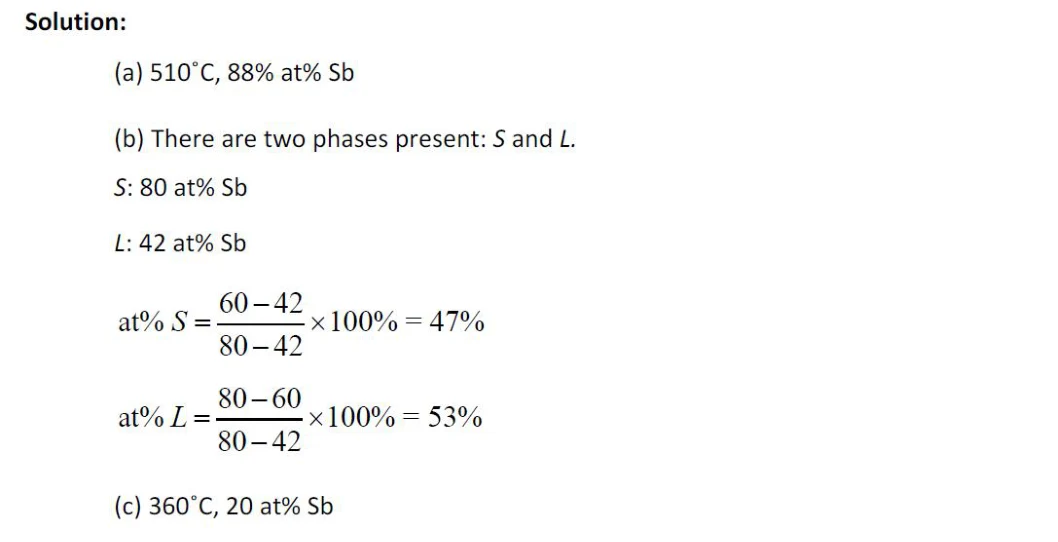 Solution:
(a) 510°C, 88% at% Sb
(b) There are two phases present: S and L.
S: 80 at% Sb
L: 42 at% Sb
at% S = (60 – 42)/(80 – 42) × 100% = 47%
at% L = (80 – 60)/(80 – 42) × 100% = 53%
(c) 360°C, 20 at% Sb